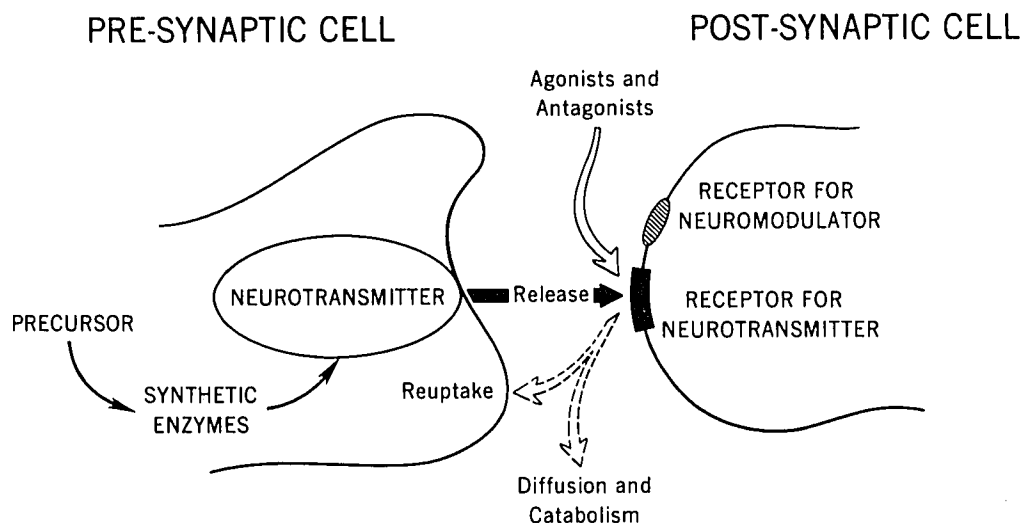 PRE-SYNAPTIC CELL
POST-SYNAPTIC CELL
Agonists and
Antagonists
RECEPTOR FOR
NEUROMODULATOR
NEUROTRANSMITTER
Release
RECEPTOR FOR
NEUROTRANSMITTER
PRECURSOR
SYNTHETIC
ENZYMES
Reuptake
Diffusion and
Catabolism